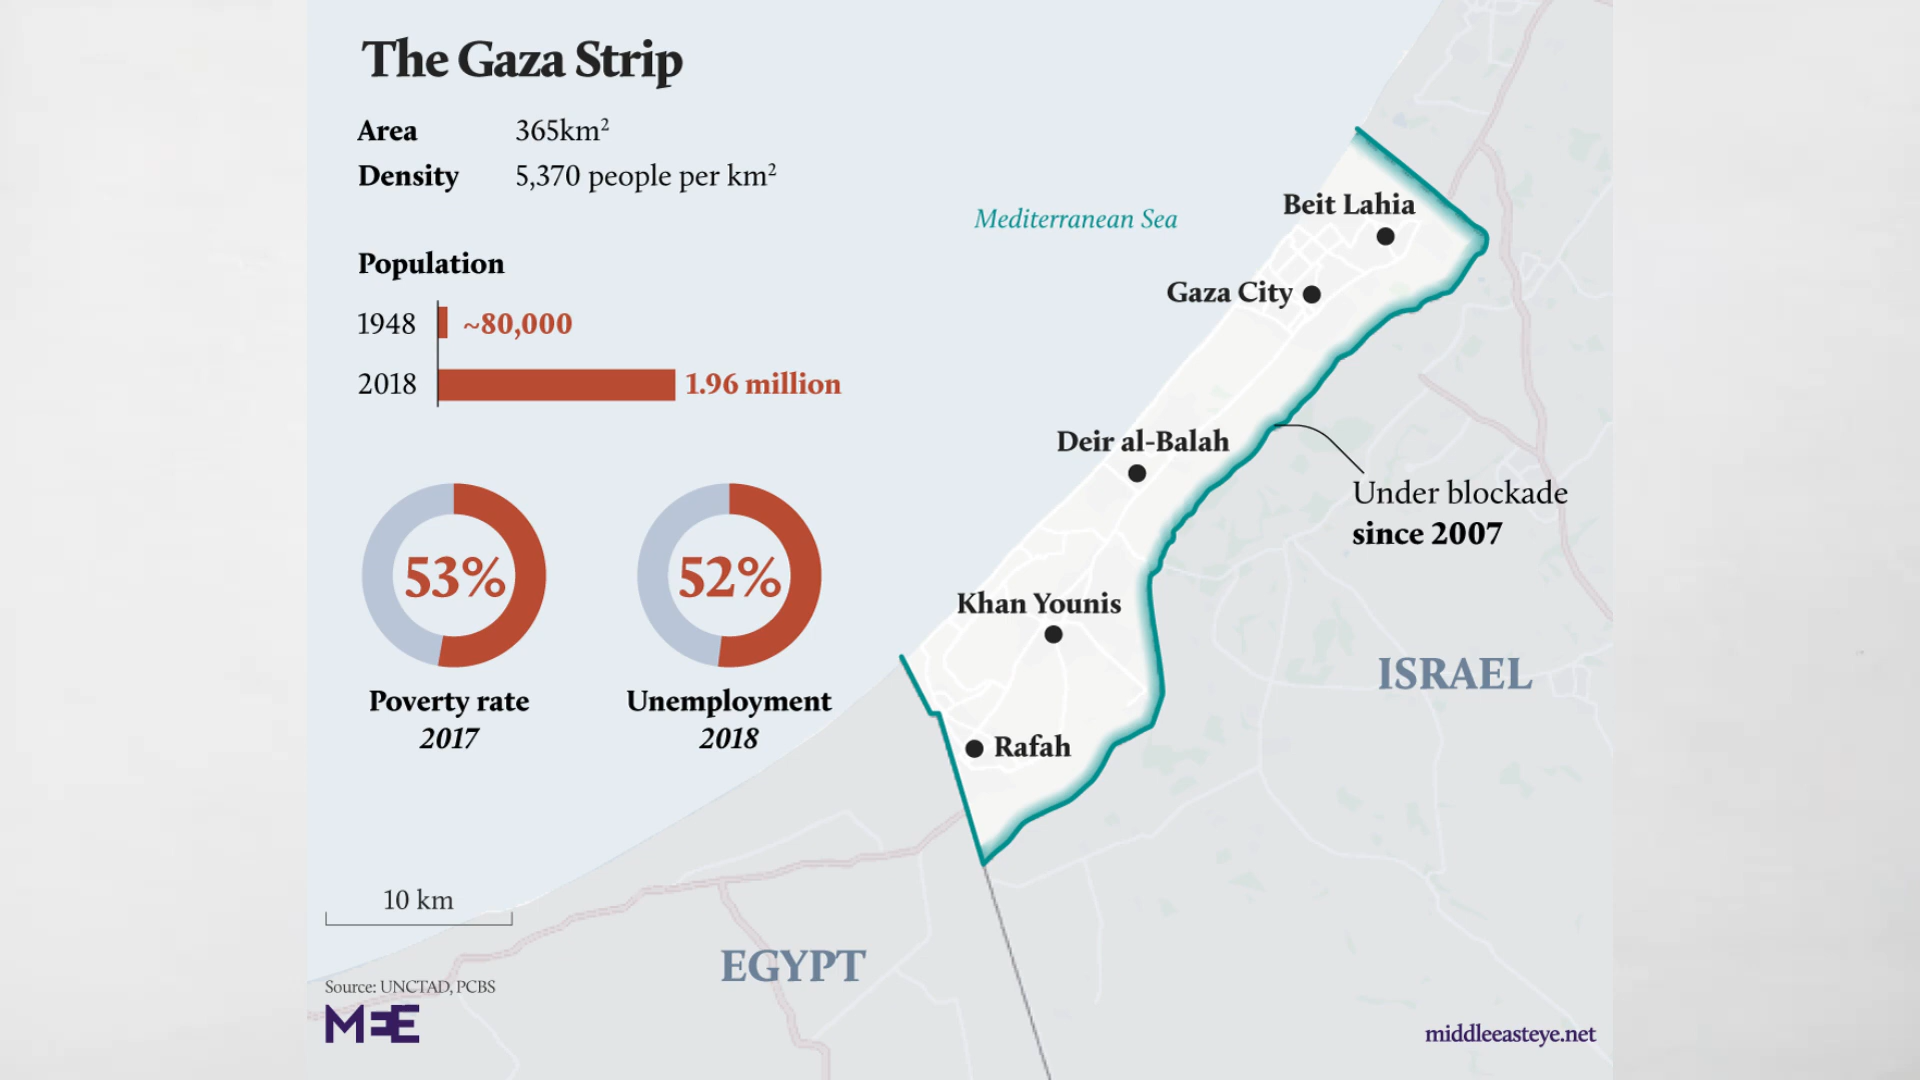 The Gaza Strip
Area 365km²
Density 5,370 people per km²
Population
1948 ~80,000
2018 1.96 million
53%
Poverty rate
2017
52%
Unemployment
2018
Mediterranean Sea
Beit Lahia
Gaza City
Deir al-Balah
Under blockade
since 2007
Khan Younis
Rafah
ISRAEL
EGYPT
10 km
Source: UNCTAD, PCBS
MEE
middleeasteye.net